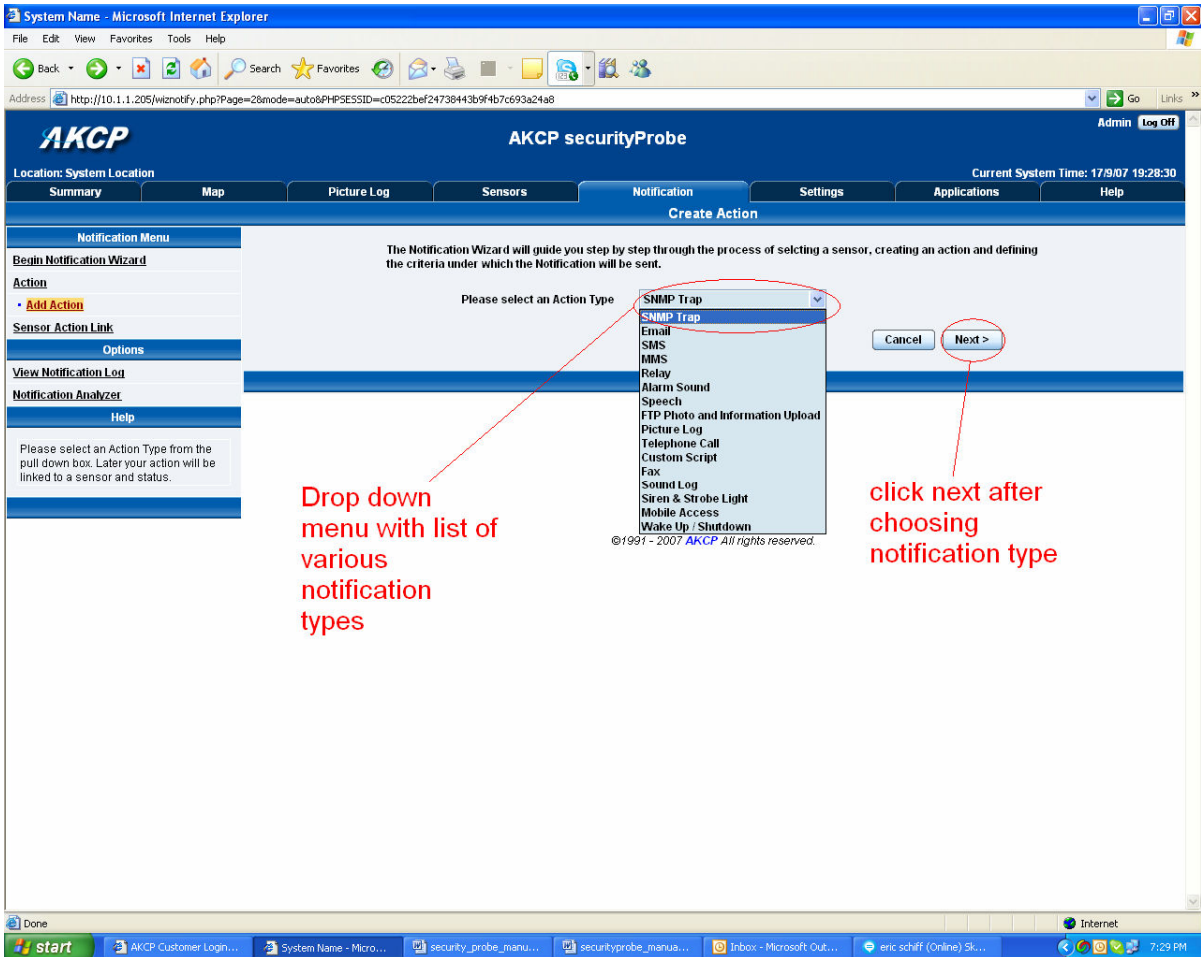 System Name - Microsoft Internet Explorer
File Edit View Favorites Tools Help
Back Search Favorites
Address http://10.1.1.205/wiznotify.php?Page=2&mode=auto&PHPSESSID=c05222bef24738443b9f4b7c693a24a8 Go Links »
Admin Log Off
AKCP
AKCP securityProbe
Location: System Location
Current System Time: 17/9/07 19:28:30
Summary Map Picture Log Sensors Notification Settings Applications Help
Create Action
Notification Menu
Begin Notification Wizard
Action
Add Action
Sensor Action Link
Options
View Notification Log
Notification Analyzer
Help
Please select an Action Type from the
pull down box. Later your action will be
linked to a sensor and status.
The Notification Wizard will guide you step by step through the process of selcting a sensor, creating an action and defining
the criteria under which the Notification will be sent.
Please select an Action Type SNMP Trap
SNMP Trap
Email
SMS
MMS
Relay
Alarm Sound
Speech
FTP Photo and Information Upload
Picture Log
Telephone Call
Custom Script
Fax
Sound Log
Siren & Strobe Light
Mobile Access
Wake Up / Shutdown
Cancel Next >
©1991 - 2007 AKCP All rights reserved.
Drop down
menu with list of
various
notification
types
click next after
choosing
notification type
Done Internet
start AKCP Customer Login... System Name - Micro... security_probe_manu... securityprobe_manua... Inbox - Microsoft Out... eric schiff (Online) Sk... 7:29 PM